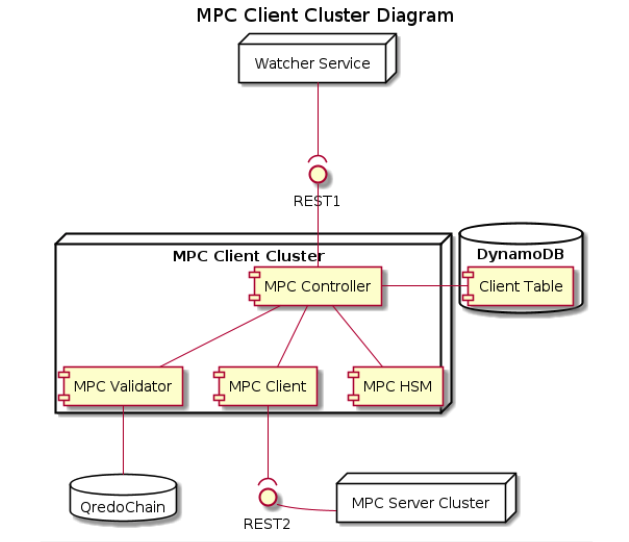 MPC Client Cluster Diagram
Watcher Service
REST1
MPC Client Cluster
DynamoDB
MPC Controller
Client Table
MPC Validator
MPC Client
MPC HSM
QredoChain
MPC Server Cluster
REST2